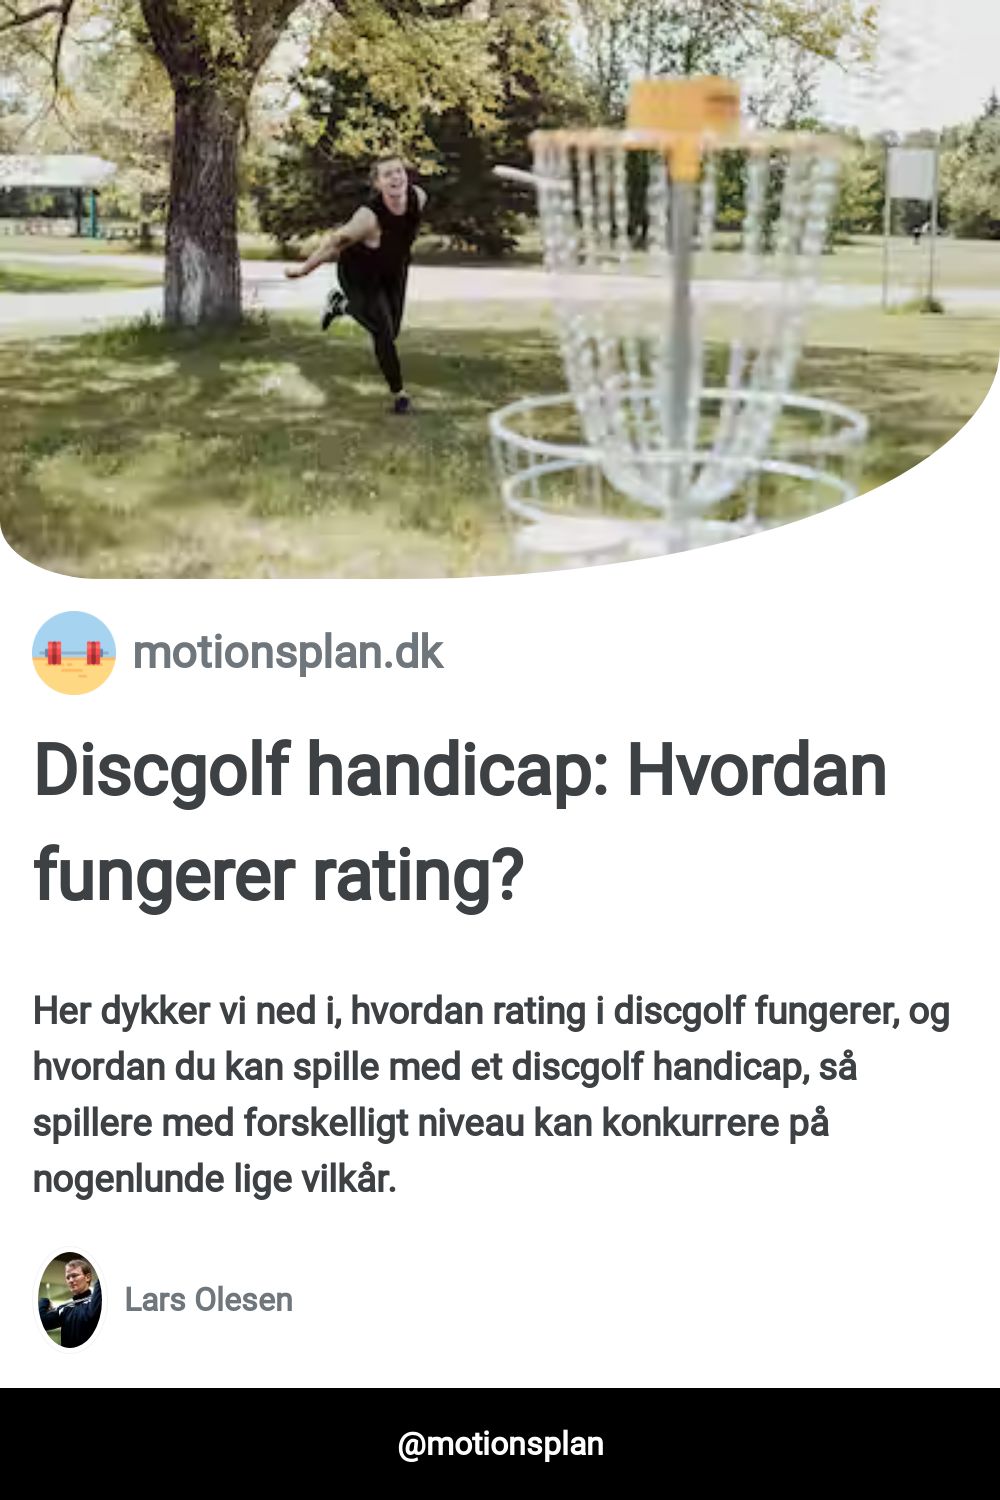 motionsplan.dk
Discgolf handicap: Hvordan
fungerer rating?
Her dykker vi ned i, hvordan rating i discgolf fungerer, og
hvordan du kan spille med et discgolf handicap, så
spillere med forskelligt niveau kan konkurrere på
nogenlunde lige vilkår.
Lars Olesen
@motionsplan